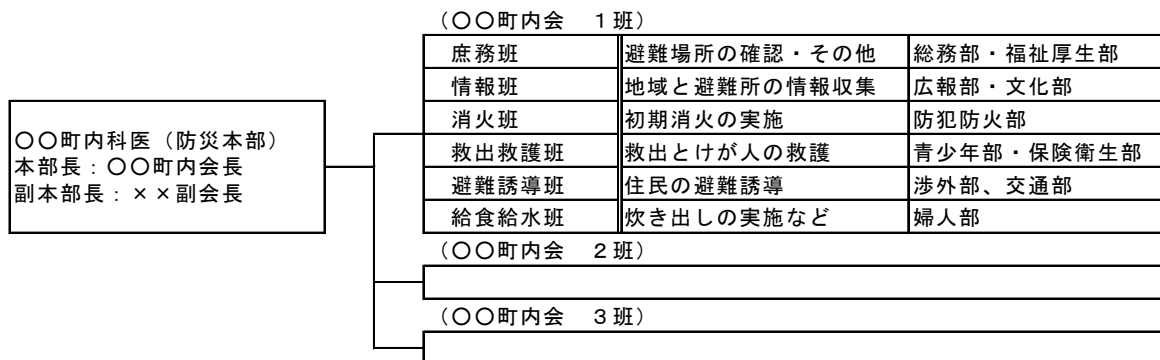 （〇〇町内会　１班）
庶務班　避難場所の確認・その他　総務部・福祉厚生部
情報班　地域と避難所の情報収集　広報部・文化部
消火班　初期消火の実施　防犯防火部
救出救護班　救出とけが人の救護　青少年部・保険衛生部
避難誘導班　住民の避難誘導　渉外部、交通部
給食給水班　炊き出しの実施など　婦人部
〇〇町内科医（防災本部）
本部長：〇〇町内会長
副本部長：××副会長
（〇〇町内会　２班）
（〇〇町内会　３班）